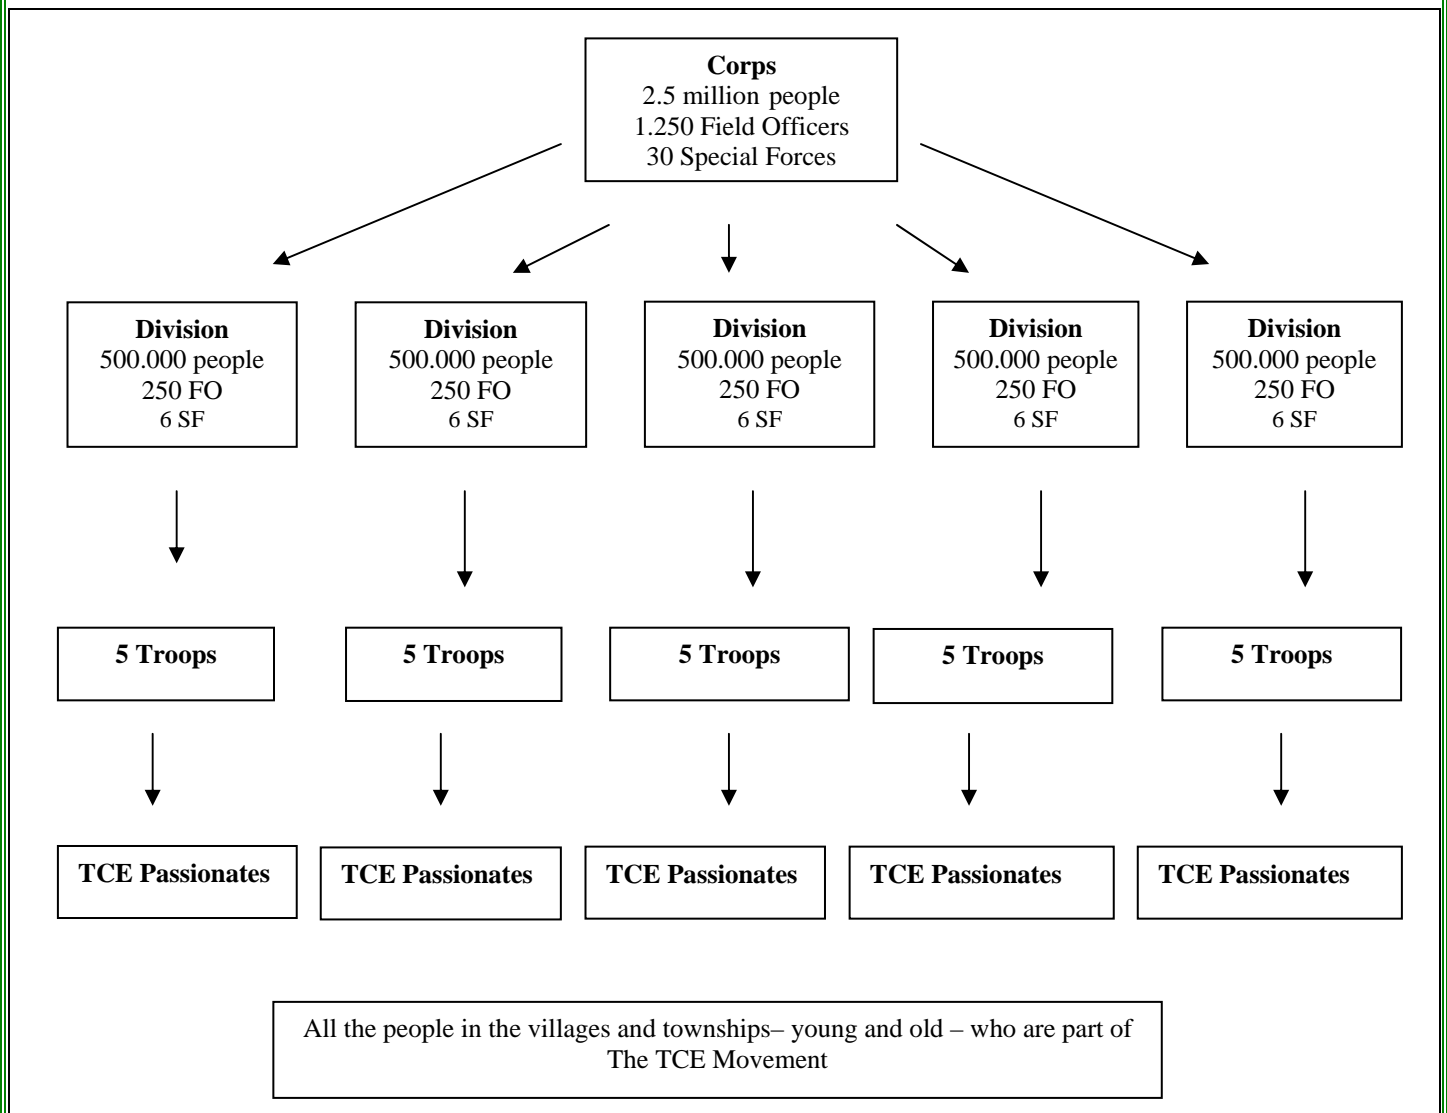 Corps
2.5 million people
1.250 Field Officers
30 Special Forces
Division
500.000 people
250 FO
6 SF
Division
500.000 people
250 FO
6 SF
Division
500.000 people
250 FO
6 SF
Division
500.000 people
250 FO
6 SF
Division
500.000 people
250 FO
6 SF
5 Troops
5 Troops
5 Troops
5 Troops
5 Troops
TCE Passionates
TCE Passionates
TCE Passionates
TCE Passionates
TCE Passionates
All the people in the villages and townships– young and old – who are part of
The TCE Movement